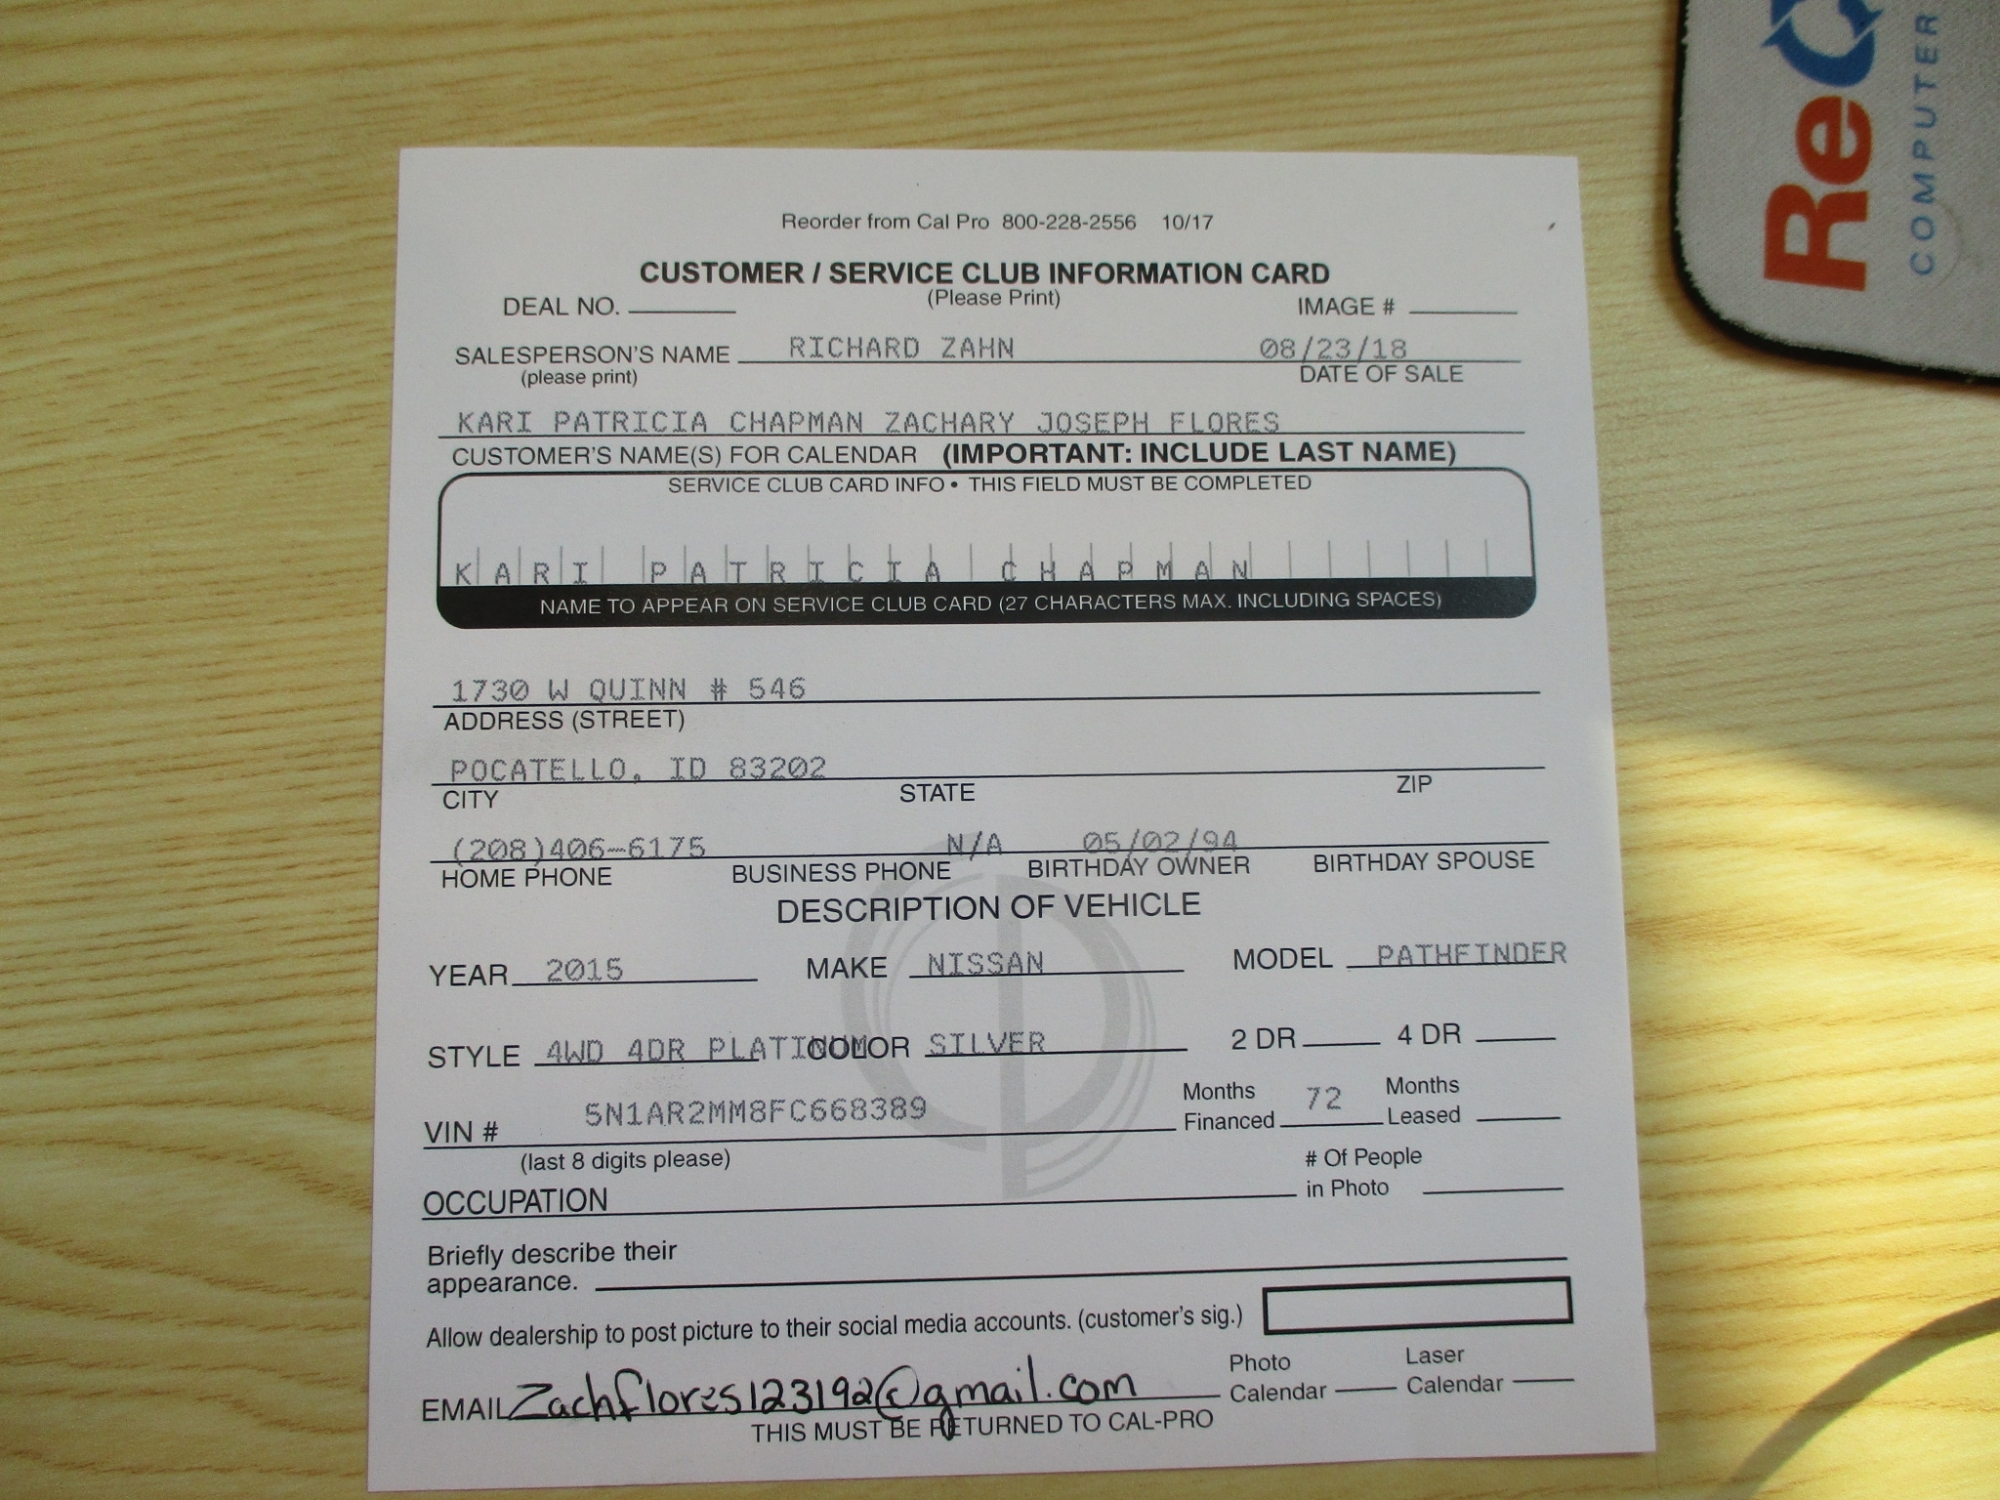 Reorder from Cal Pro 800-228-2556 10/17
CUSTOMER / SERVICE CLUB INFORMATION CARD
(Please Print)
DEAL NO. IMAGE #
SALESPERSON'S NAME RICHARD ZAHN 08/23/18
(please print) DATE OF SALE
KARI PATRICIA CHAPMAN ZACHARY JOSEPH FLORES
CUSTOMER'S NAME(S) FOR CALENDAR (IMPORTANT: INCLUDE LAST NAME)
SERVICE CLUB CARD INFO • THIS FIELD MUST BE COMPLETED
KARI PATRICIA CHAPMAN
NAME TO APPEAR ON SERVICE CLUB CARD (27 CHARACTERS MAX. INCLUDING SPACES)
1730 W QUINN # 546
ADDRESS (STREET)
POCATELLO, ID 83202
CITY STATE ZIP
(208)406-6175 N/A 05/02/94
HOME PHONE BUSINESS PHONE BIRTHDAY OWNER BIRTHDAY SPOUSE
DESCRIPTION OF VEHICLE
YEAR 2015 MAKE NISSAN MODEL PATHFINDER
STYLE 4WD 4DR PLATINUM COLOR SILVER 2 DR 4 DR
VIN # 5N1AR2MM8FC668389 Months Financed 72 Months Leased
(last 8 digits please)
OCCUPATION # Of People in Photo
Briefly describe their
appearance.
Allow dealership to post picture to their social media accounts. (customer's sig.)
EMAIL Zachflores123192@gmail.com Photo Calendar Laser Calendar
THIS MUST BE RETURNED TO CAL-PRO
Re
COMPUTER